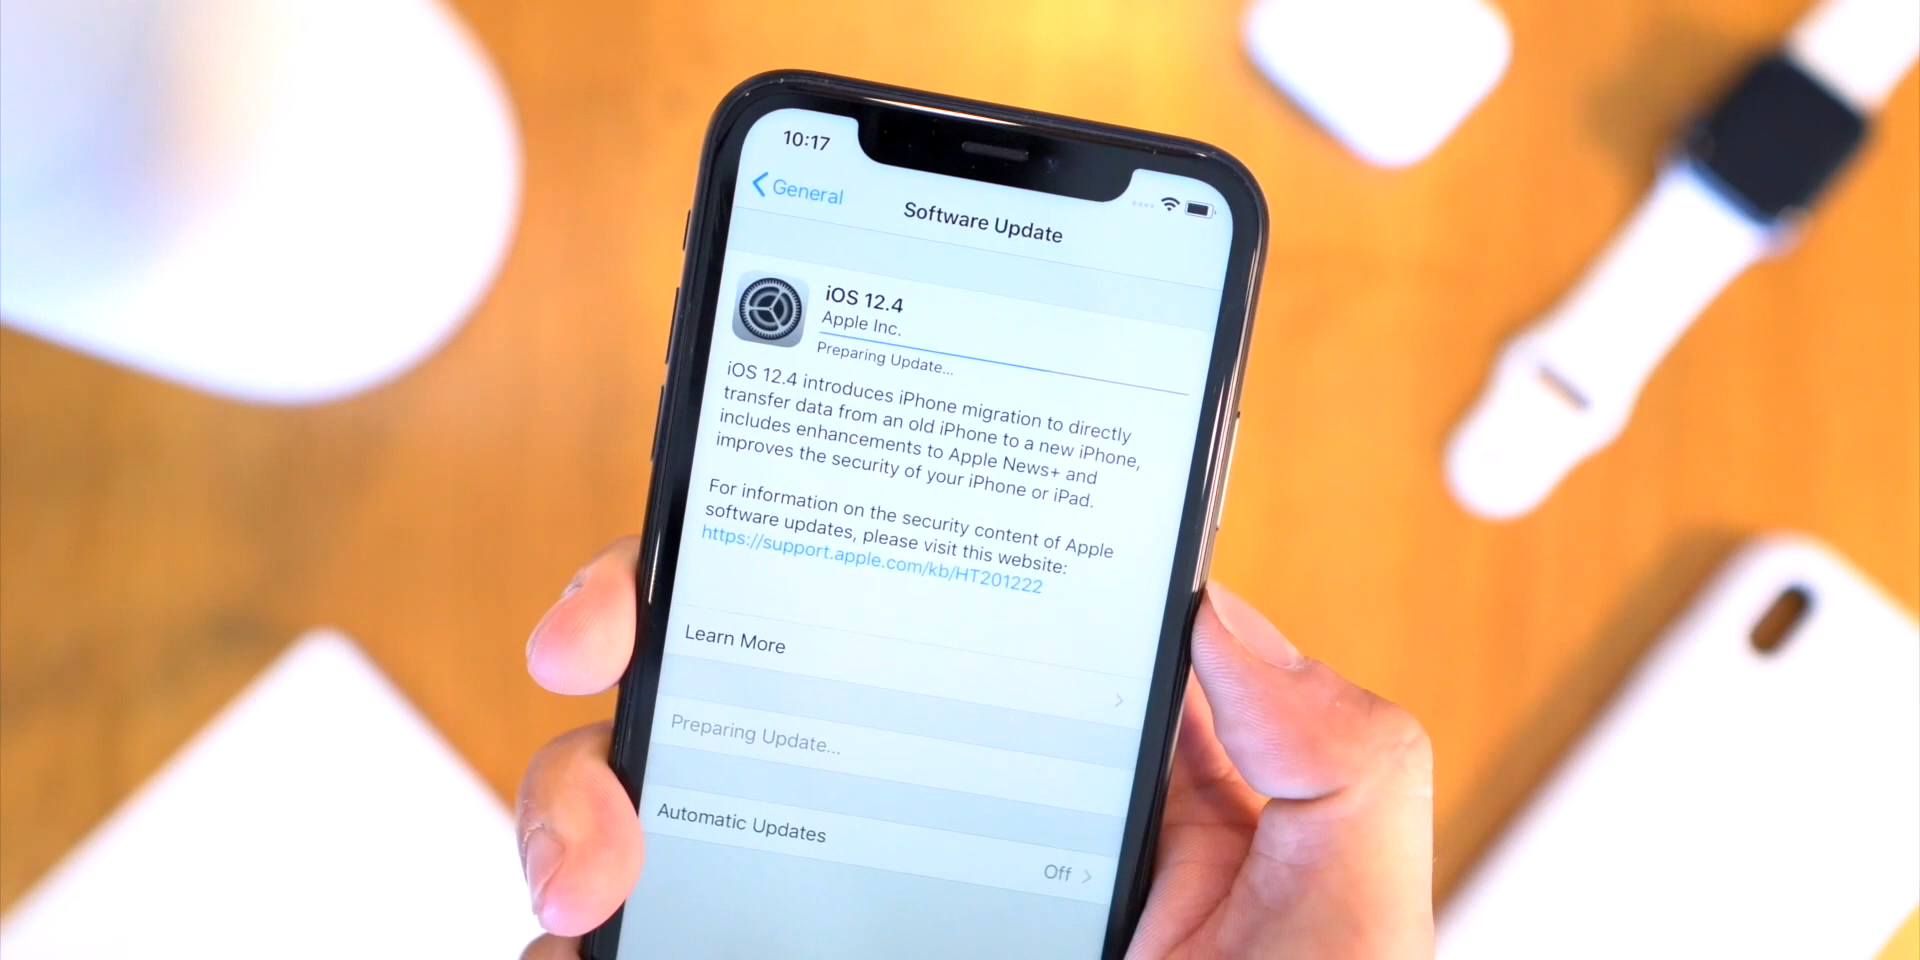 10:17
General
Software Update
iOS 12.4
Apple Inc.
Preparing Update...
iOS 12.4 introduces iPhone migration to directly
transfer data from an old iPhone to a new iPhone,
includes enhancements to Apple News+ and
improves the security of your iPhone or iPad.
For information on the security content of Apple
software updates, please visit this website:
https://support.apple.com/kb/HT201222
Learn More
Preparing Update...
Automatic Updates
Off